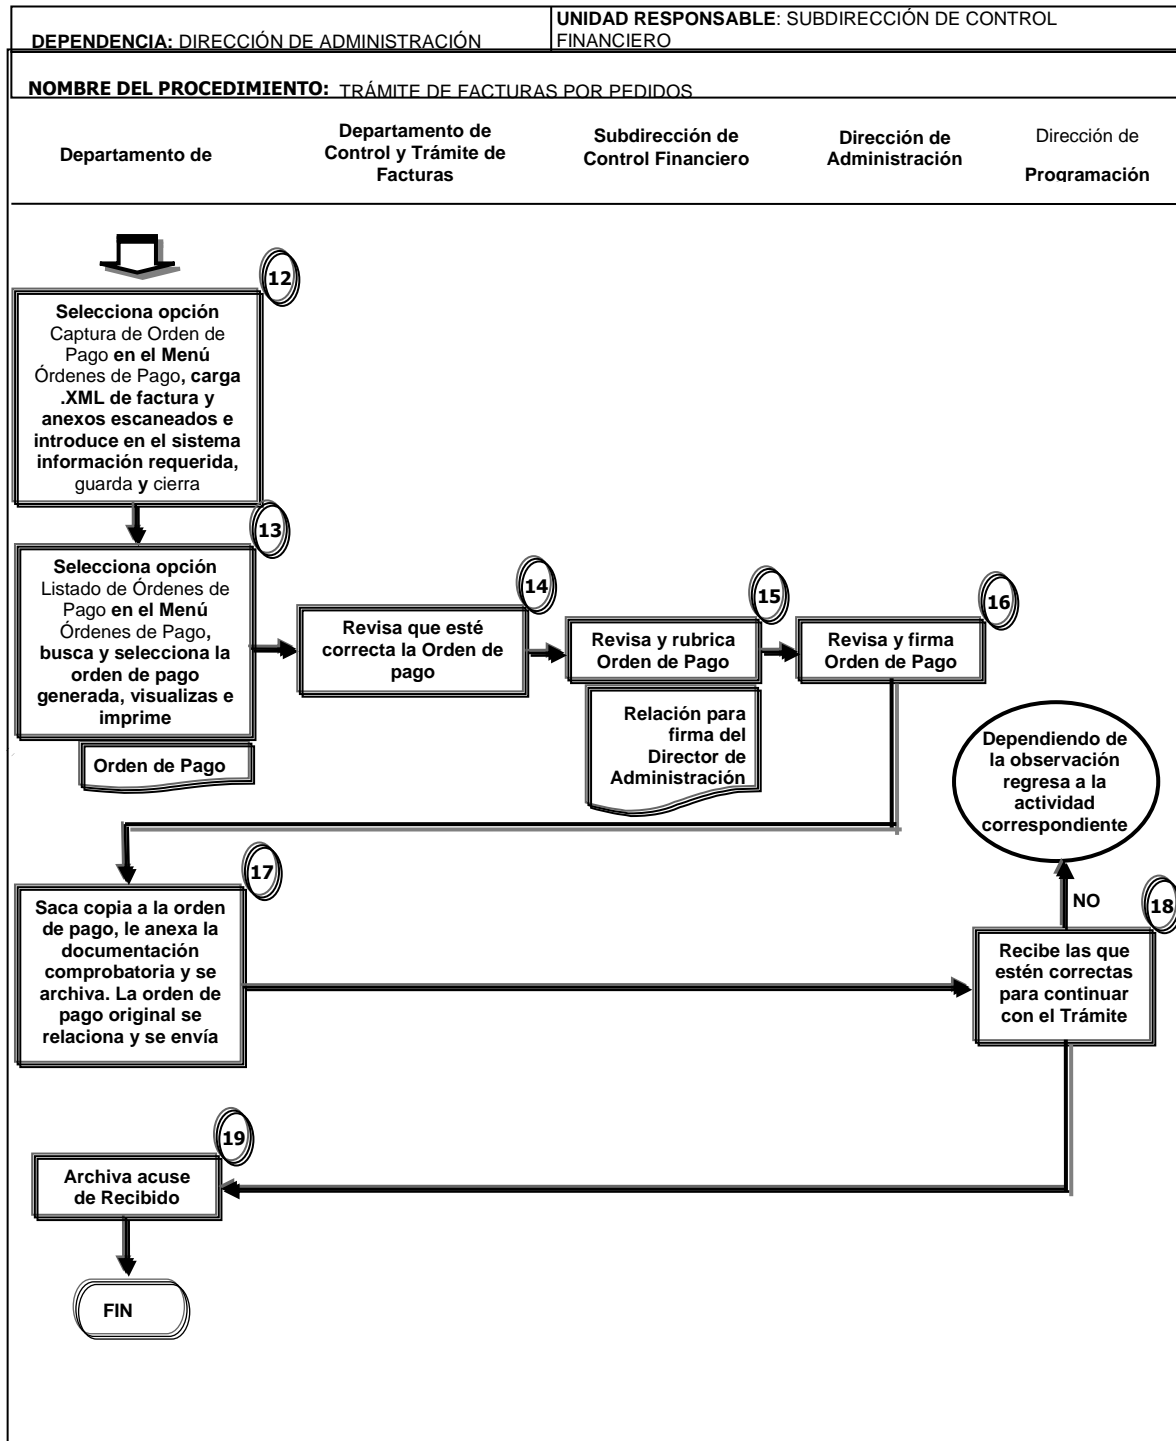 DEPENDENCIA: DIRECCIÓN DE ADMINISTRACIÓN
UNIDAD RESPONSABLE: SUBDIRECCIÓN DE CONTROL
FINANCIERO
NOMBRE DEL PROCEDIMIENTO: TRÁMITE DE FACTURAS POR PEDIDOS
Departamento de
Departamento de
Control y Trámite de
Facturas
Subdirección de
Control Financiero
Dirección de
Administración
Dirección de
Programación
12
Selecciona opción
Captura de Orden de
Pago en el Menú
Órdenes de Pago, carga
.XML de factura y
anexos escaneados e
introduce en el sistema
información requerida,
guarda y cierra
13
Selecciona opción
Listado de Órdenes de
Pago en el Menú
Órdenes de Pago,
busca y selecciona la
orden de pago
generada, visualizas e
imprime
Orden de Pago
14
Revisa que esté
correcta la Orden de
pago
15
Revisa y rubrica
Orden de Pago
Relación para
firma del
Director de
Administración
16
Revisa y firma
Orden de Pago
Dependiendo de
la observación
regresa a la
actividad
correspondiente
NO
17
Saca copia a la orden
de pago, le anexa la
documentación
comprobatoria y se
archiva. La orden de
pago original se
relaciona y se envía
18
Recibe las que
estén correctas
para continuar
con el Trámite
19
Archiva acuse
de Recibido
FIN